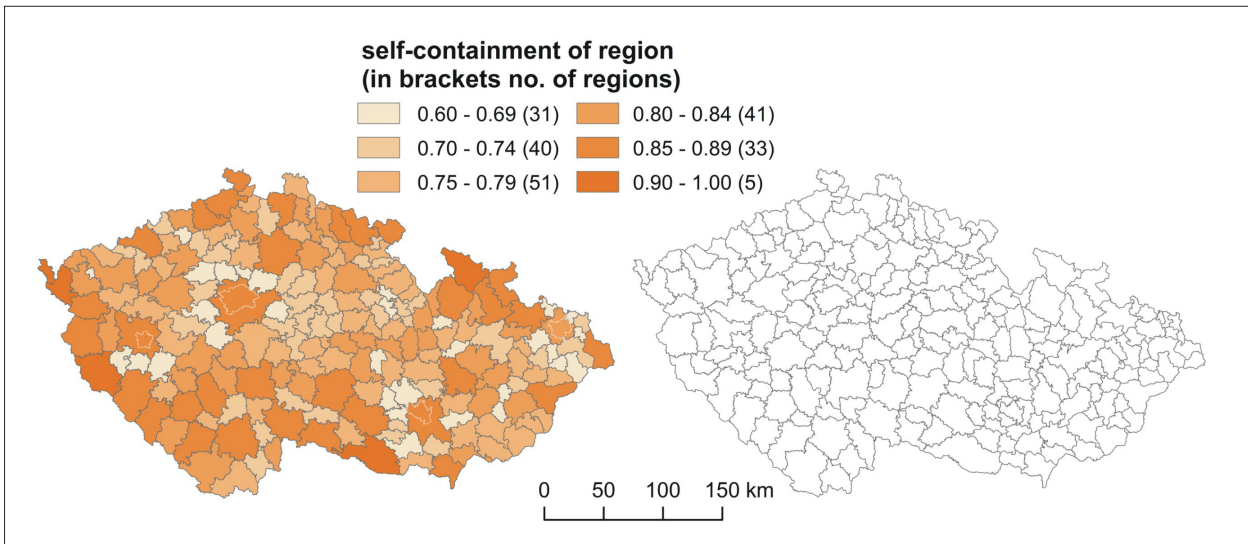 self-containment of region
(in brackets no. of regions)
0.60 - 0.69 (31) 0.80 - 0.84 (41)
0.70 - 0.74 (40) 0.85 - 0.89 (33)
0.75 - 0.79 (51) 0.90 - 1.00 (5)
0 50 100 150 km